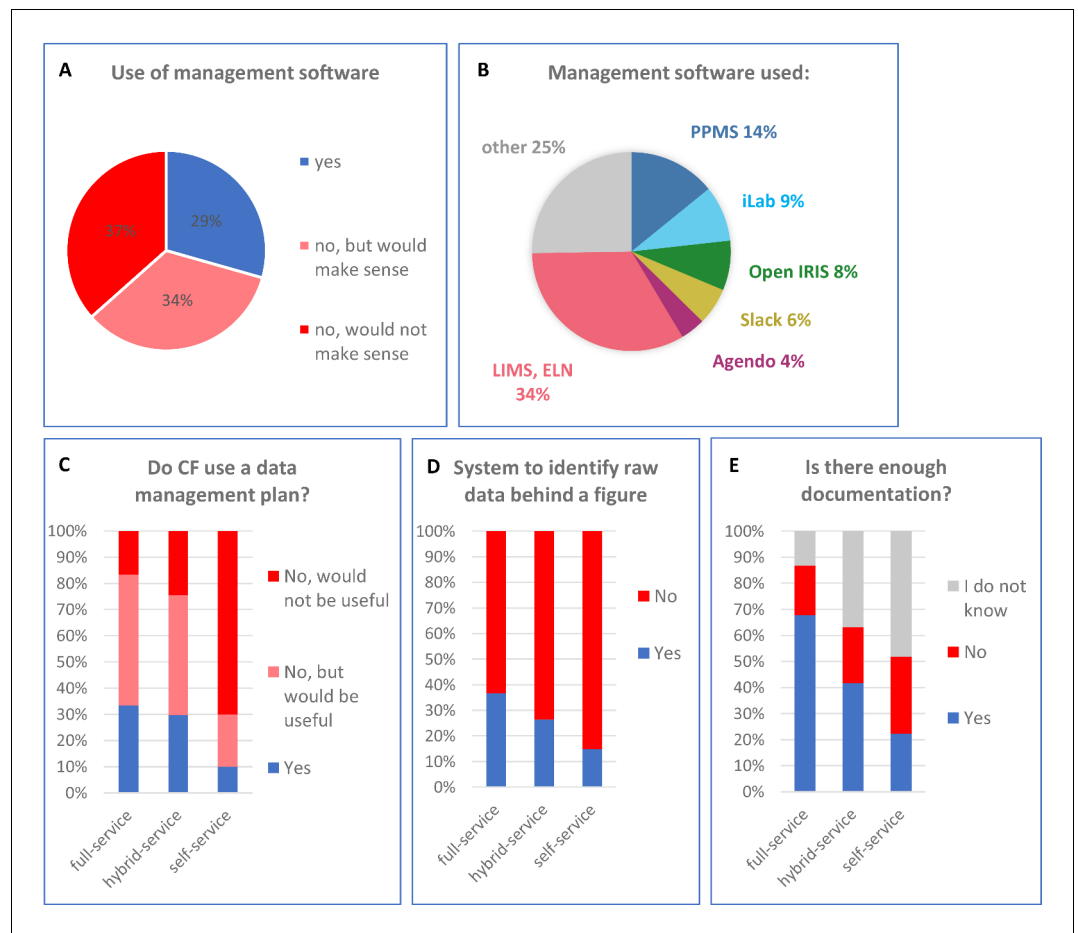 A Use of management software
yes
no, but would
make sense
no, would not
make sense
29%
34%
37%
B Management software used:
PPMS 14%
iLab 9%
Open IRIS 8%
Slack 6%
Agendo 4%
LIMS, ELN
34%
other 25%
C Do CF use a data
management plan?
100%
90%
80%
70%
60%
50%
40%
30%
20%
10%
0%
full-service
hybrid-service
self-service
No, would
not be useful
No, but
would be
useful
Yes
D System to identify raw
data behind a figure
100%
90%
80%
70%
60%
50%
40%
30%
20%
10%
0%
full-service
hybrid-service
self-service
No
Yes
E Is there enough
documentation?
100%
90%
80%
70%
60%
50%
40%
30%
20%
10%
0%
full-service
hybrid-service
self-service
I do not
know
No
Yes